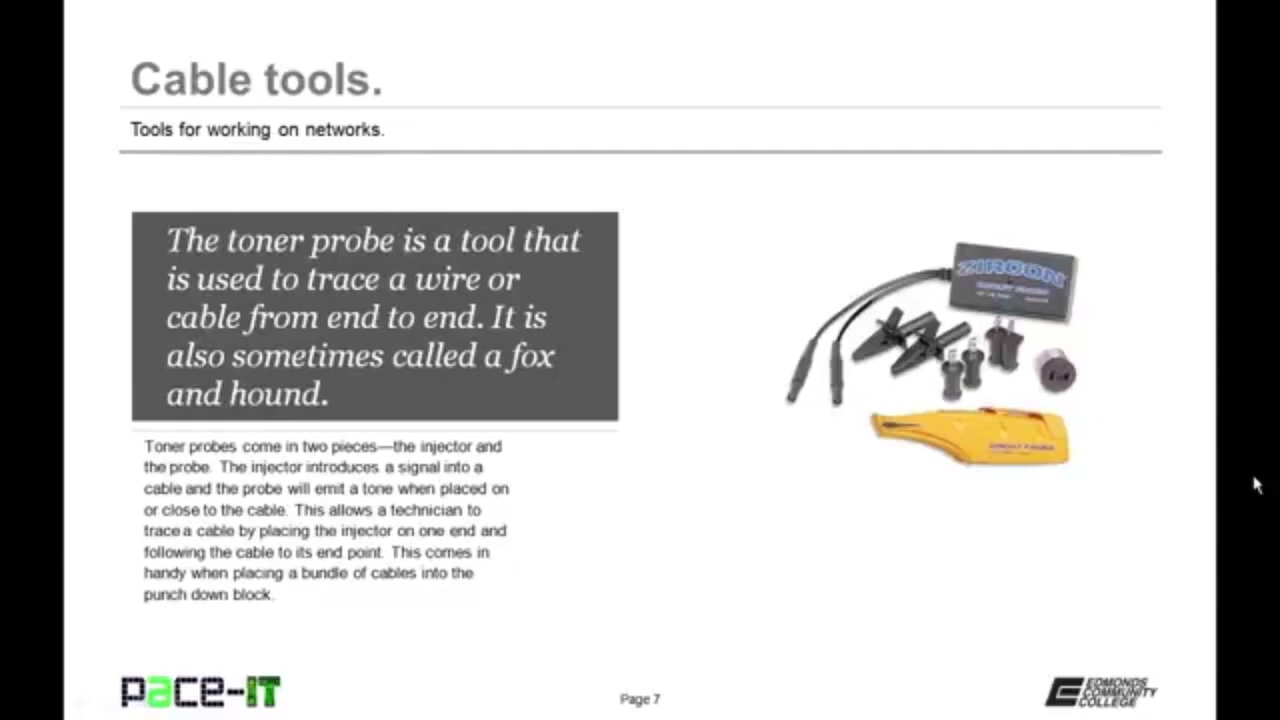 Cable tools.
Tools for working on networks.
The toner probe is a tool that
is used to trace a wire or
cable from end to end. It is
also sometimes called a fox
and hound.
ZIRCON
Toner probes come in two pieces—the injector and
the probe. The injector introduces a signal into a
cable and the probe will emit a tone when placed on
or close to the cable. This allows a technician to
trace a cable by placing the injector on one end and
following the cable to its end point. This comes in
handy when placing a bundle of cables into the
punch down block.
pace-IT
Page 7
EDMONDS
COMMUNITY
COLLEGE